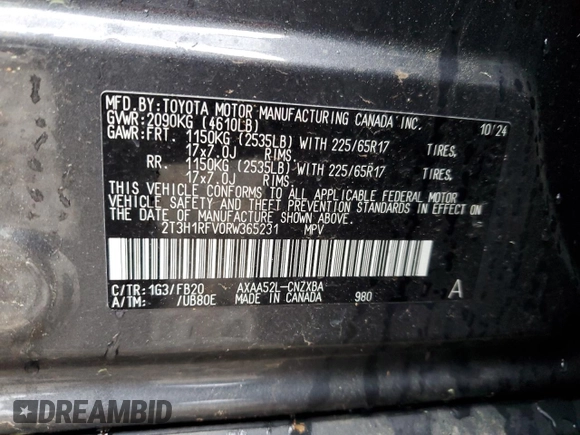 MFD. BY: TOYOTA MOTOR MANUFACTURING CANADA INC.
GVWR: 2090KG (4610LB) 10/24
GAWR: FRT 1150KG (2535LB) WITH 225/65R17 TIRES,
17x7.0J RIMS.
RR 1150KG (2535LB) WITH 225/65R17 TIRES,
17x7.0J RIMS.
THIS VEHICLE CONFORMS TO ALL APPLICABLE FEDERAL MOTOR
VEHICLE SAFETY AND THEFT PREVENTION STANDARDS IN EFFECT ON
THE DATE OF MANUFACTURE SHOWN ABOVE.
2T3H1RFV0RW365231 MPV
C/TR: 1G3/FB20 AXAA52L-CNZXBA A
A/TM: /UB80E MADE IN CANADA 980
DREAMBID